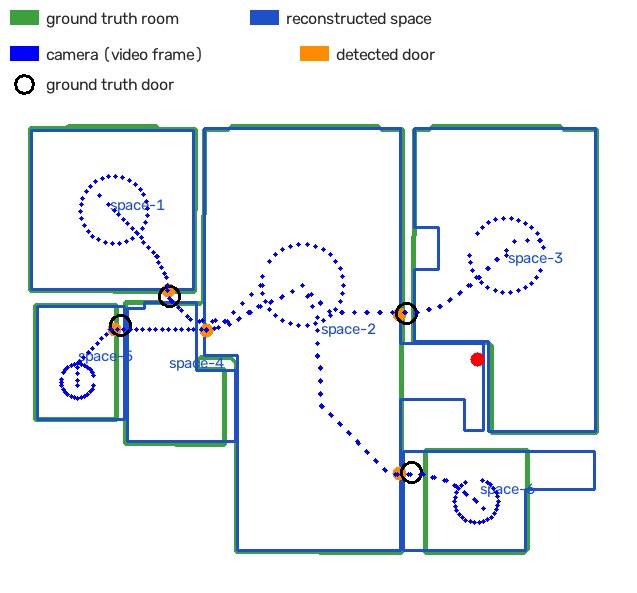 ground truth room
reconstructed space
camera (video frame)
detected door
ground truth door
space-1
space-3
space-2
space-5
space-4
space-6